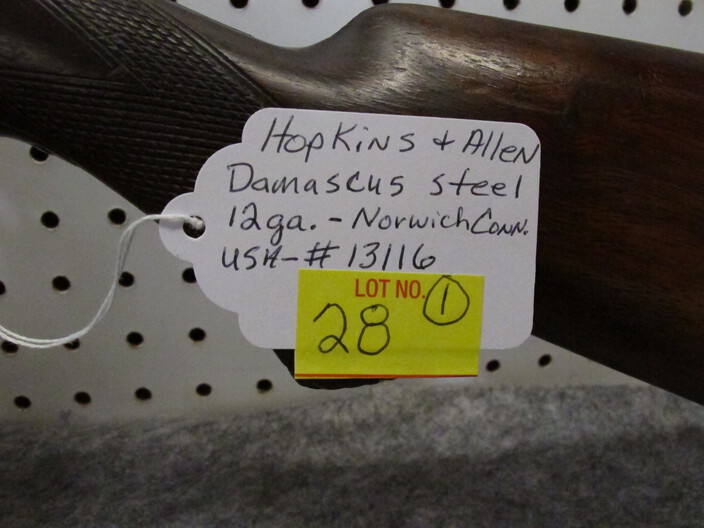 Hopkins & Allen
Damascus steel
12ga. - Norwich Conn.
USA - # 13116
LOT NO. 1
28